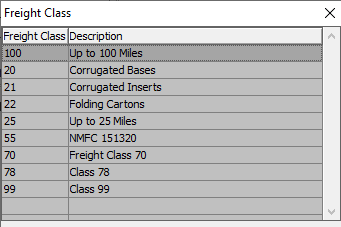 Freight Class
Freight Class Description
100 Up to 100 Miles
20 Corrugated Bases
21 Corrugated Inserts
22 Folding Cartons
25 Up to 25 Miles
55 NMFC 151320
70 Freight Class 70
78 Class 78
99 Class 99